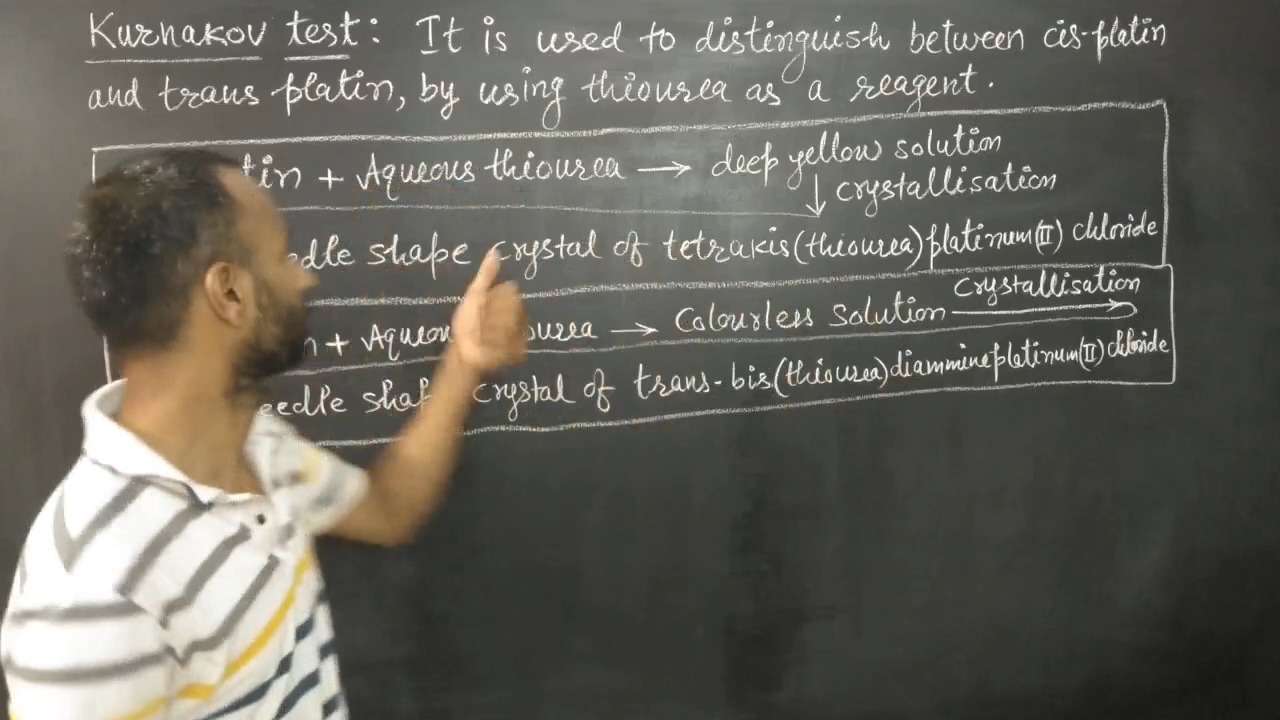 Kurnakov test: It is used to distinguish between cis-platin
and trans platin, by using thiourea as a reagent.
tin + Aqueous thiourea → deep yellow solution
↓ crystallisation
edle shape crystal of tetrakis(thiourea)platinum(II) chloride
Crystallisation
n + Aqueou ourea → Colourless Solution →
eedle shap crystal of trans-bis(thiourea)diammineplatinum(II) chloride